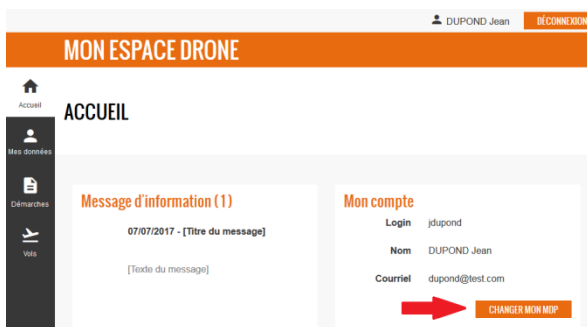 DUPOND Jean DÉCONNEXION
MON ESPACE DRONE
Accueil
ACCUEIL
Mes données
Démarches
Vols
Message d'information (1)
07/07/2017 - [Titre du message]
[Texte du message]
Mon compte
Login jdupond
Nom DUPOND Jean
Courriel dupond@test.com
CHANGER MON MDP